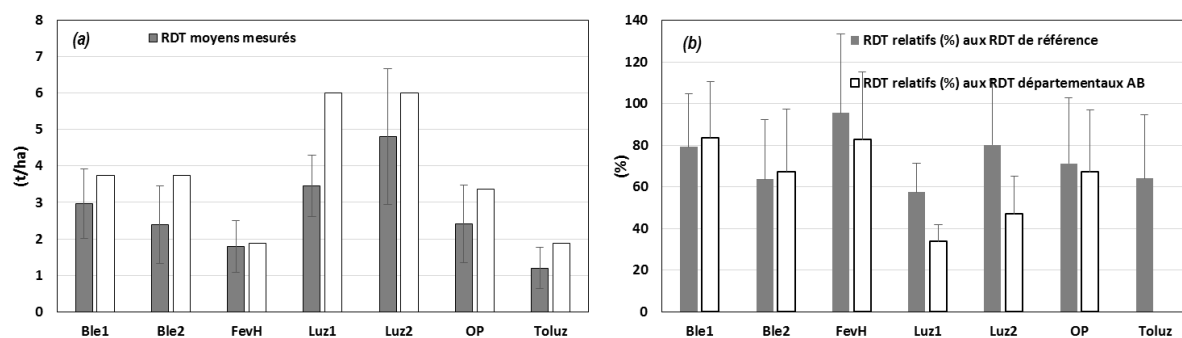 (a)
RDT moyens mesurés
(t/ha)
8
7
6
5
4
3
2
1
0
Ble1 Ble2 FevH Luz1 Luz2 OP Toluz
(b)
RDT relatifs (%) aux RDT de référence
RDT relatifs (%) aux RDT départementaux AB
(%)
140
120
100
80
60
40
20
0
Ble1 Ble2 FevH Luz1 Luz2 OP Toluz